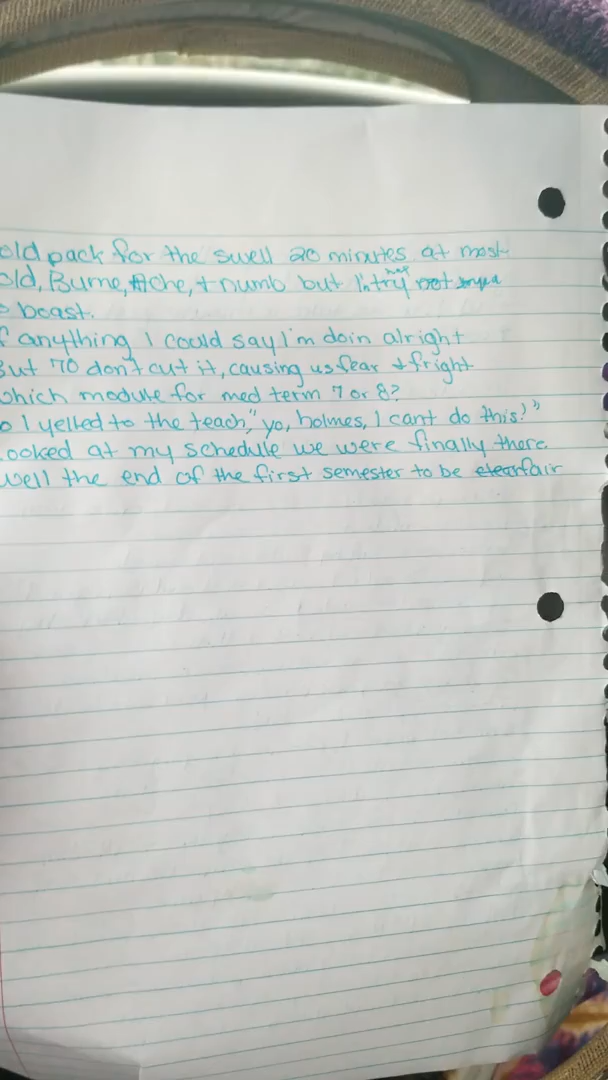 old pack for the swell 20 minutes at most
old, Burne, Ache, + numb but I try not
boast.
f anything I could say I'm doin alright
But 70 don't cut it, causing us fear + fright
which module for med term 7 or 8?
o I yelled to the teach, "yo, holmes, I cant do this!"
Looked at my schedule we were finally there
well the end of the first semester to be fair